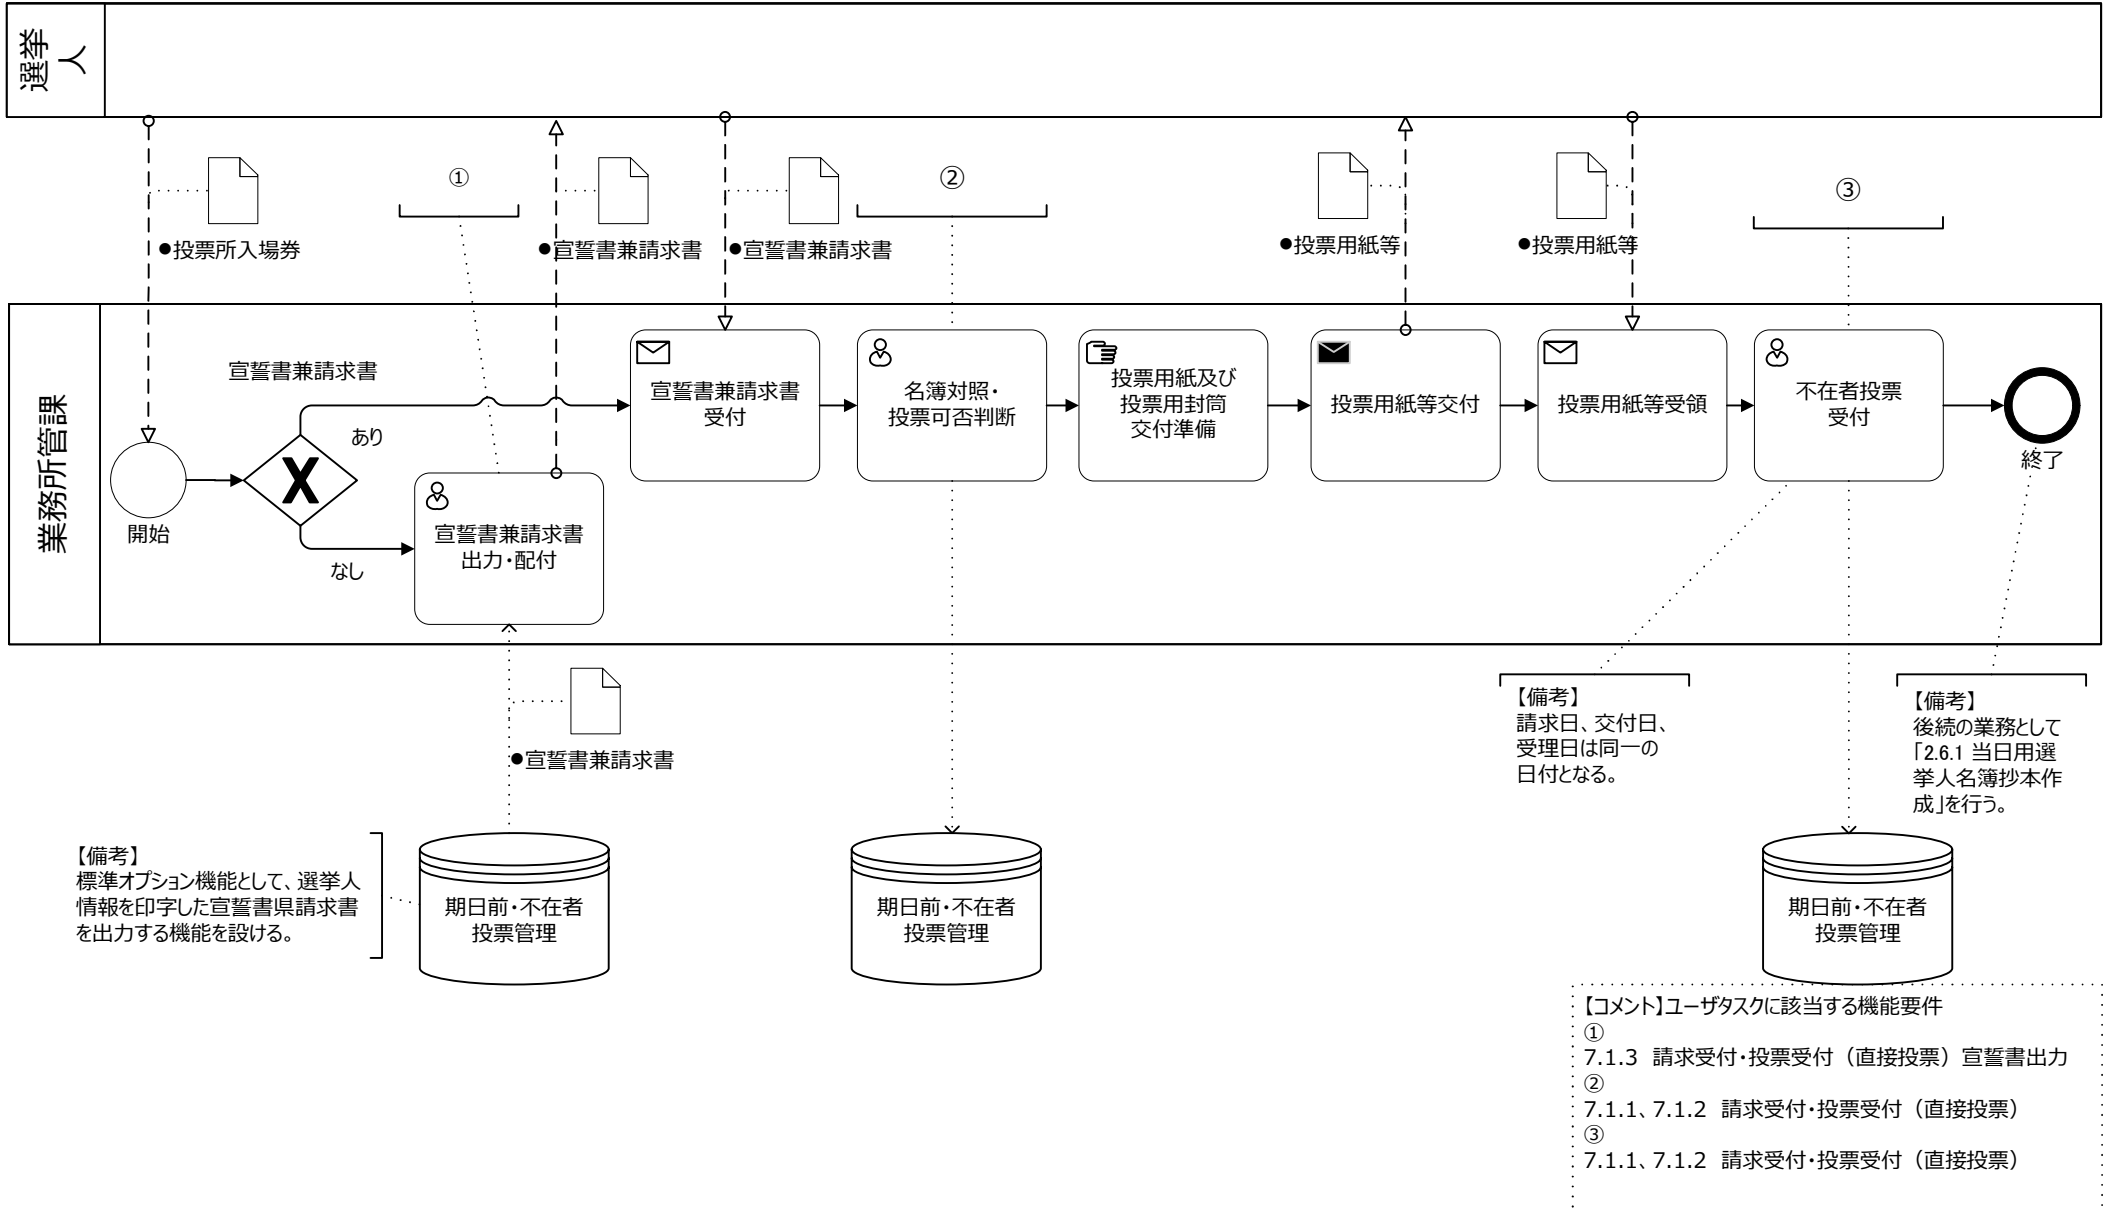 選挙
人
①
②
③
●投票所入場券
●宣誓書兼請求書
●宣誓書兼請求書
●投票用紙等
●投票用紙等
業務所管課
開始
宣誓書兼請求書
あり
なし
宣誓書兼請求書
出力・配付
宣誓書兼請求書
受付
名簿対照・
投票可否判断
投票用紙及び
投票用封筒
交付準備
投票用紙等交付
投票用紙等受領
不在者投票
受付
終了
●宣誓書兼請求書
【備考】
請求日、交付日、
受理日は同一の
日付となる。
【備考】
後続の業務として
「2.6.1 当日用選
挙人名簿抄本作
成」を行う。
【備考】
標準オプション機能として、選挙人
情報を印字した宣誓書県請求書
を出力する機能を設ける。
期日前・不在者
投票管理
期日前・不在者
投票管理
期日前・不在者
投票管理
【コメント】ユーザタスクに該当する機能要件
①
7.1.3 請求受付・投票受付（直接投票）宣誓書出力
②
7.1.1、7.1.2 請求受付・投票受付（直接投票）
③
7.1.1、7.1.2 請求受付・投票受付（直接投票）